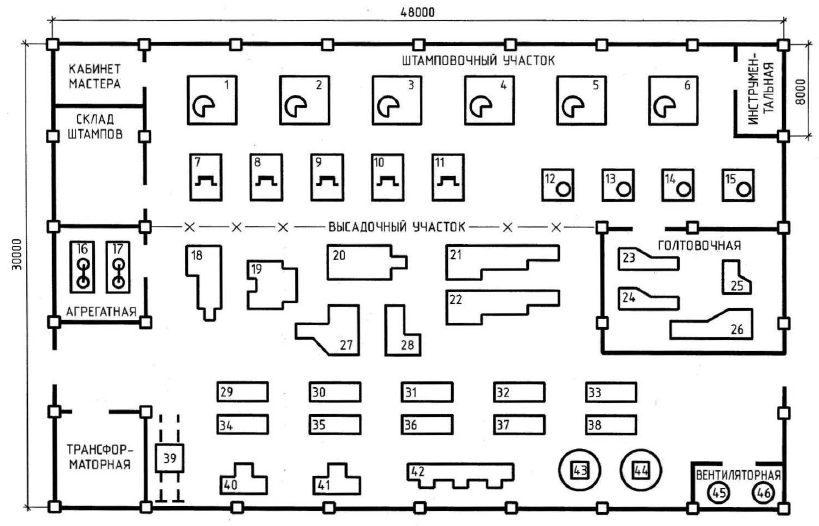 48000
КАБИНЕТ
МАСТЕРА
ШТАМПОВОЧНЫЙ УЧАСТОК
ИНСТРУМЕН-
ТАЛЬНАЯ
8000
1 2 3 4 5 6
СКЛАД
ШТАМПОВ
7 8 9 10 11 12 13 14 15
30000
ВЫСАДОЧНЫЙ УЧАСТОК
ГОЛТОВОЧНАЯ
16 17 18 19 20 21 22 23 24 25 26
АГРЕГАТНАЯ
27 28
29 30 31 32 33
34 35 36 37 38
ТРАНСФОР-
МАТОРНАЯ
39 40 41 42 43 44
ВЕНТИЛЯТОРНАЯ
45 46